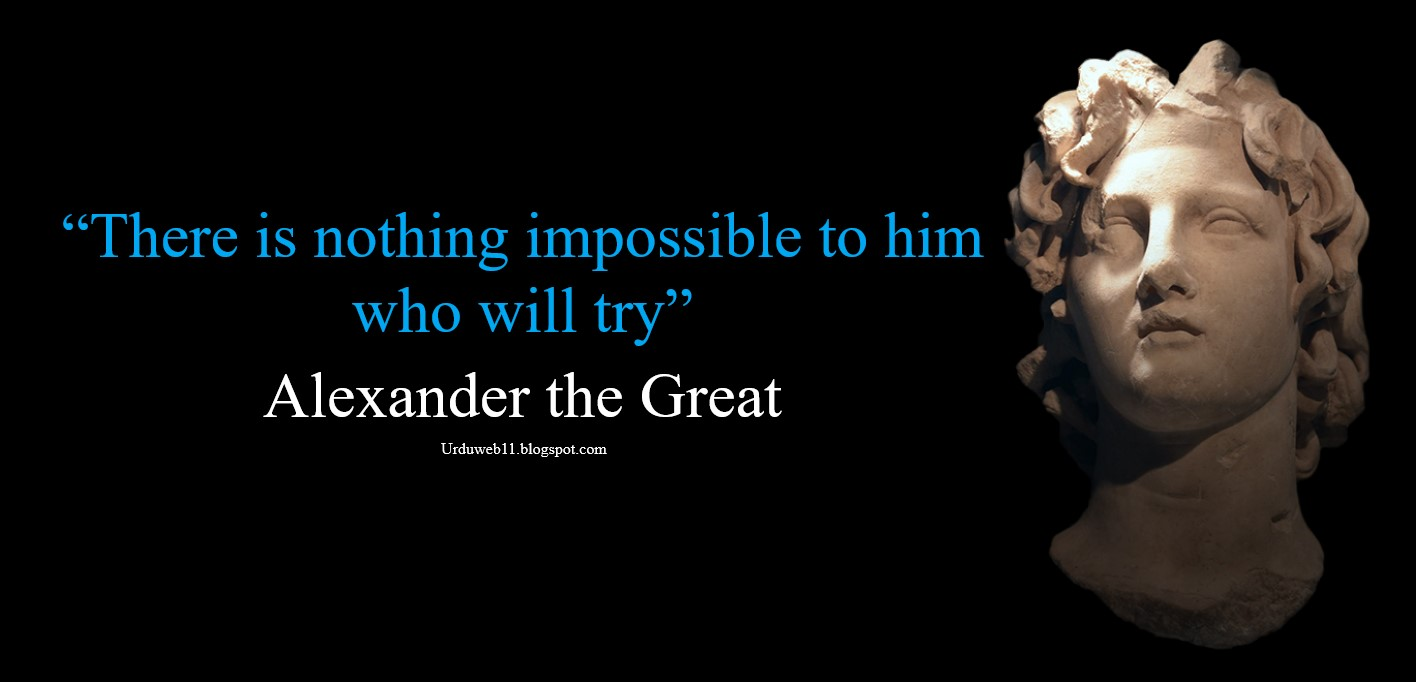 “There is nothing impossible to him
who will try”
Alexander the Great
Urduweb11.blogspot.com